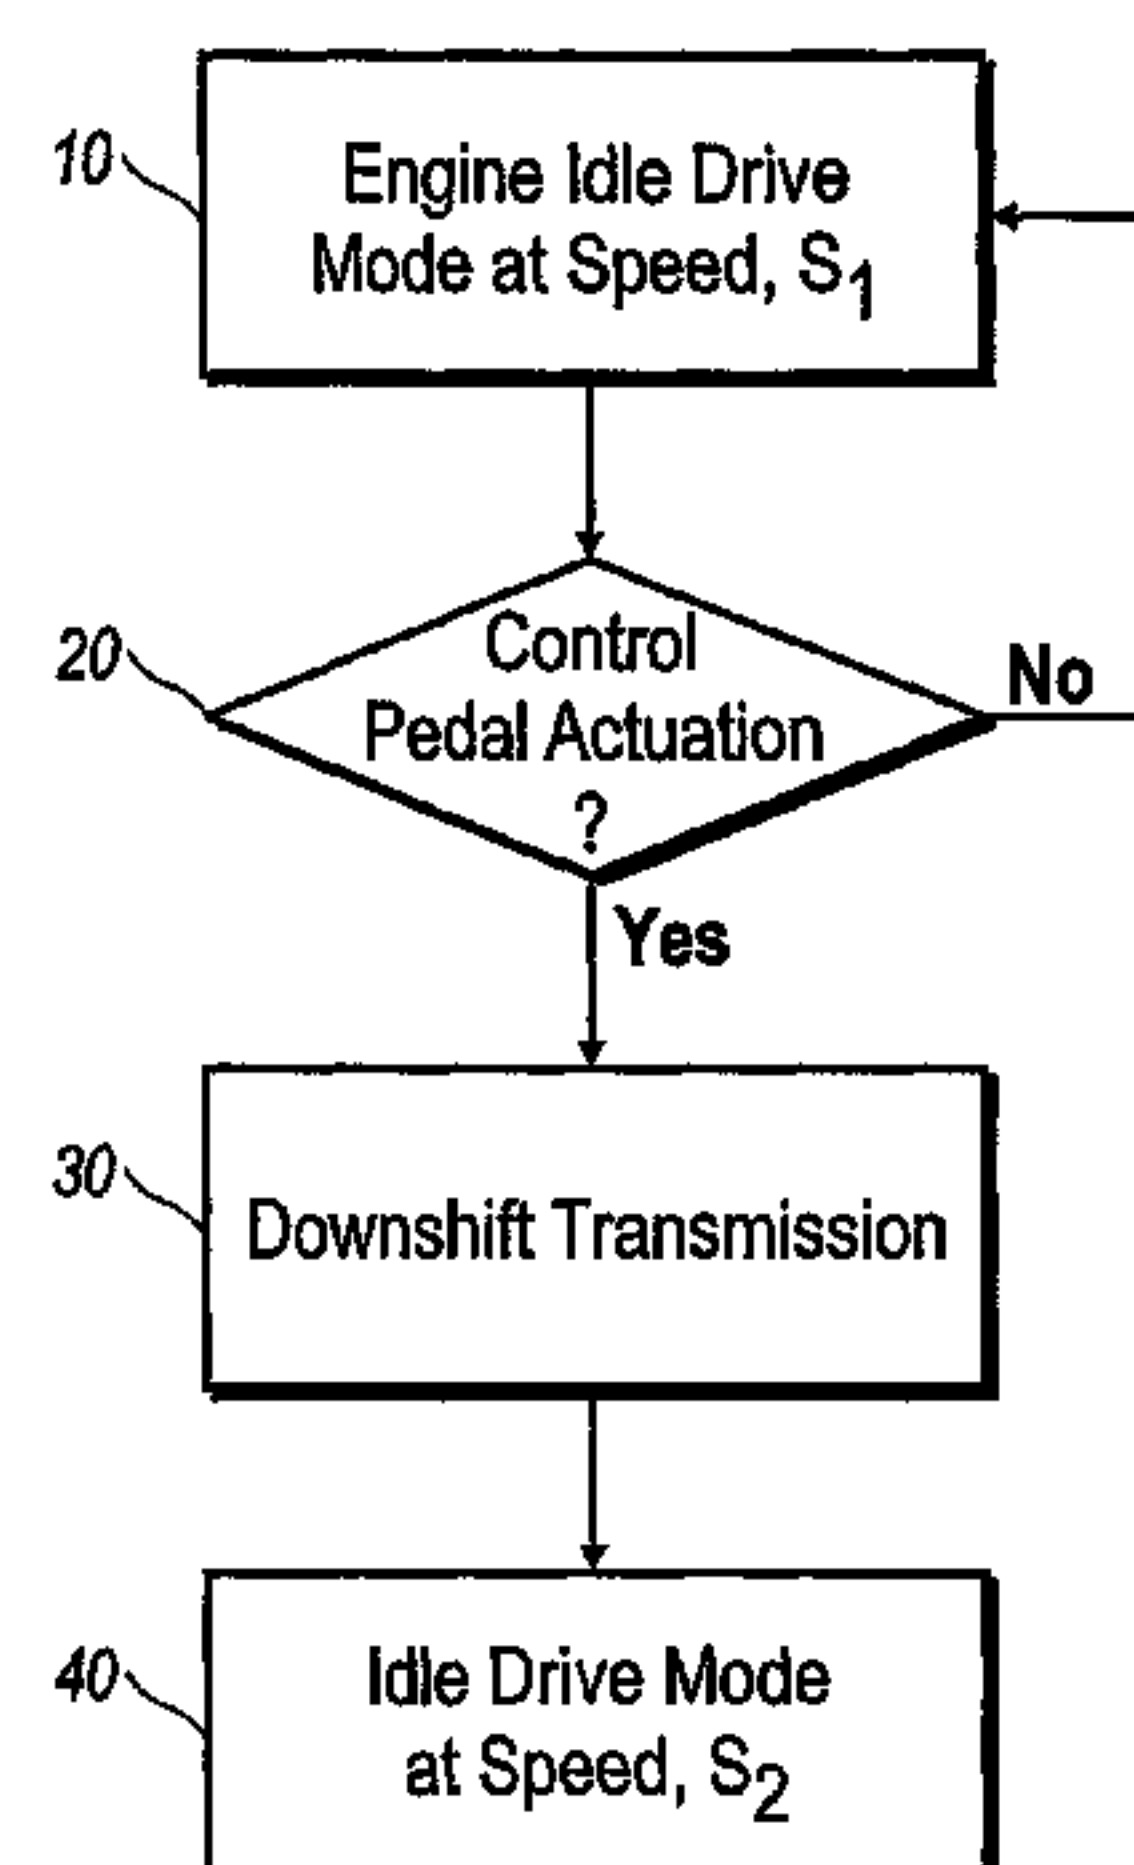 10
Engine Idle Drive
Mode at Speed, S₁
20
Control
Pedal Actuation
?
No
Yes
30
Downshift Transmission
40
Idle Drive Mode
at Speed, S₂